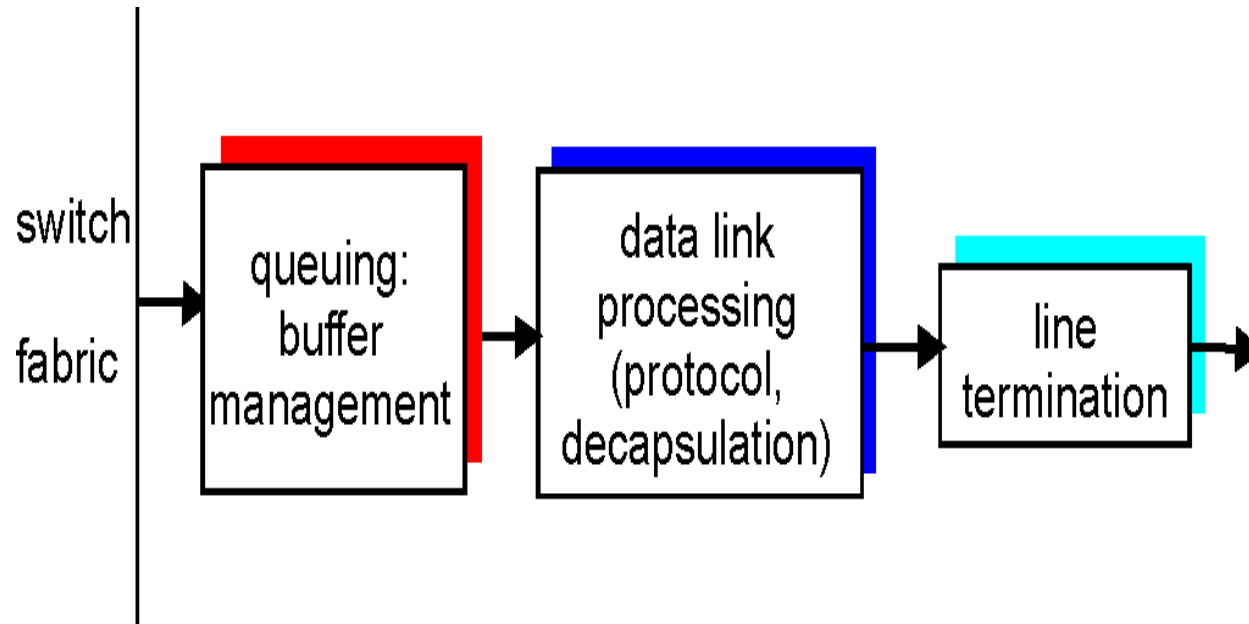 switch
fabric
queuing:
buffer
management
data link
processing
(protocol,
decapsulation)
line
termination